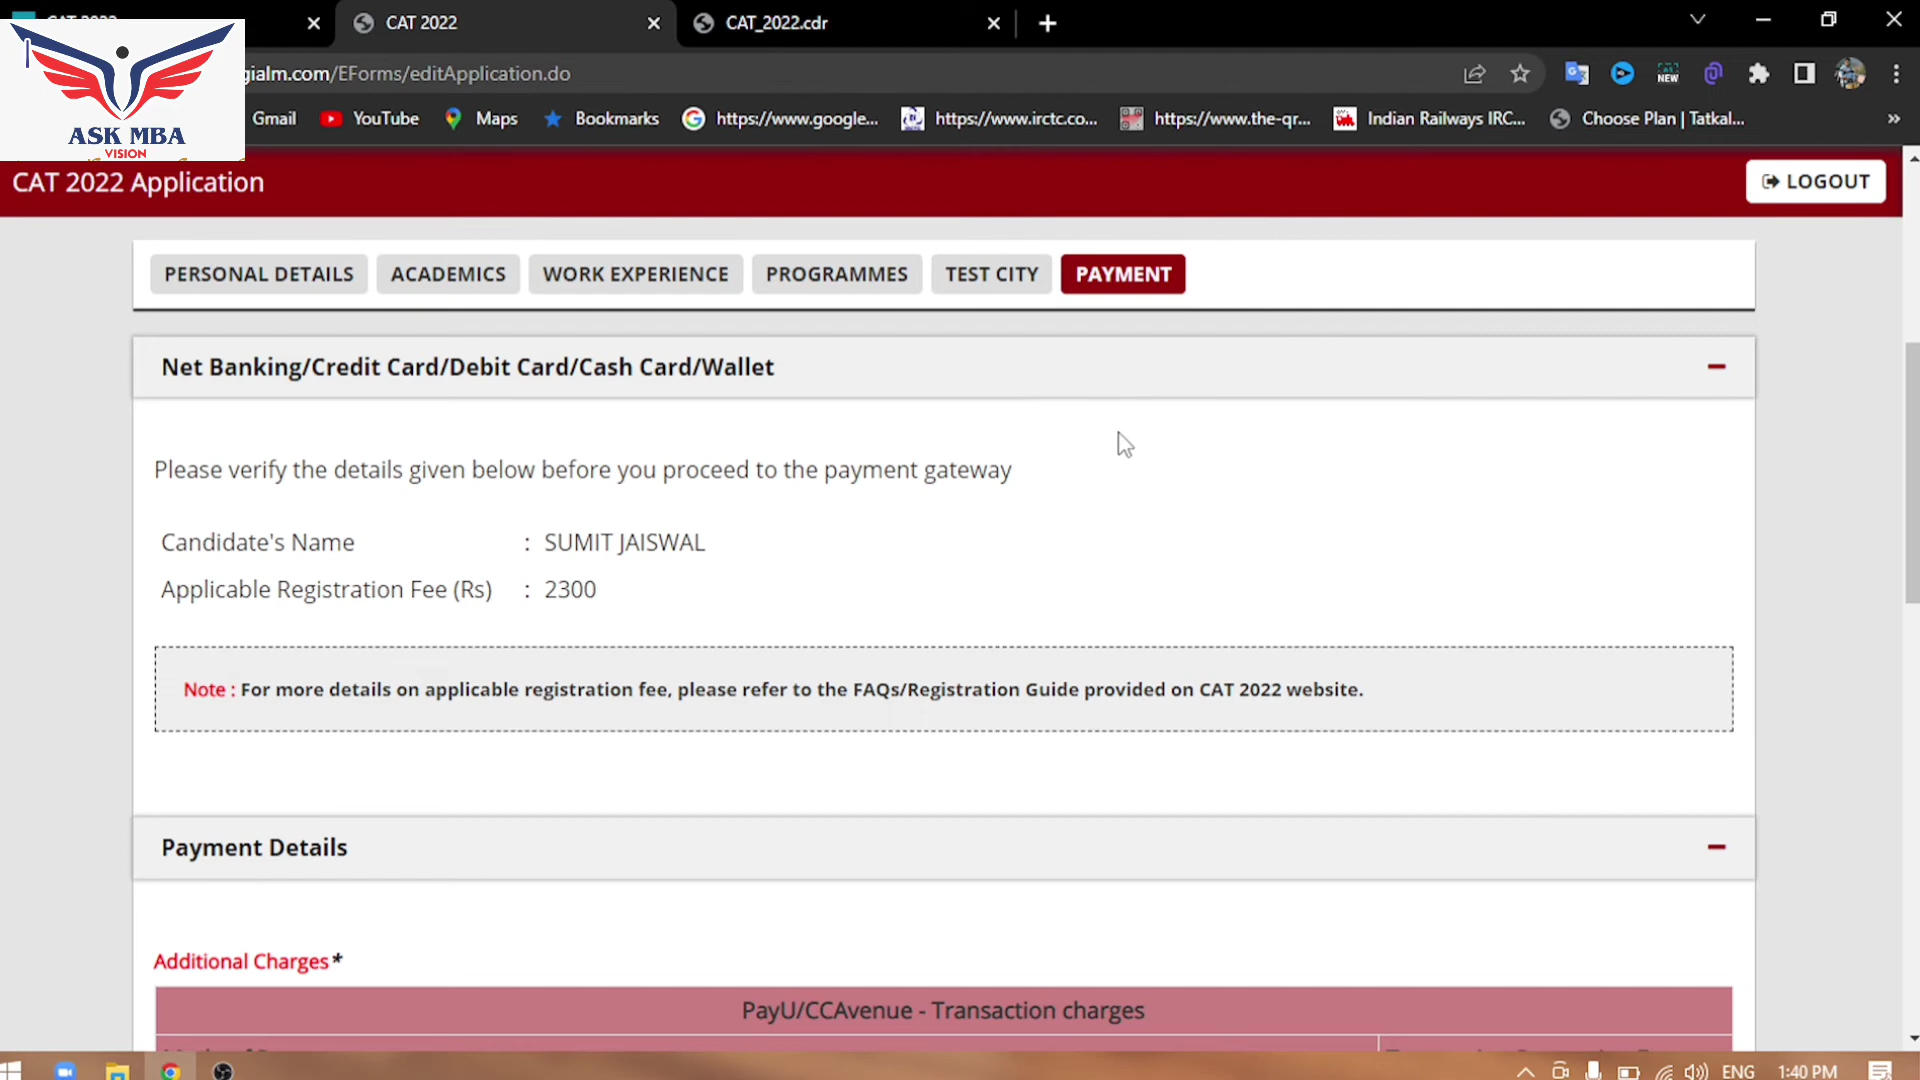 CAT 2022
CAT_2022.cdr
gialm.com/EForms/editApplication.do
NEW
Gmail
YouTube
Maps
Bookmarks
https://www.google...
https://www.irctc.co...
https://www.the-qr...
Indian Railways IRC...
Choose Plan | Tatkal...
ASK MBA
VISION
CAT 2022 Application
LOGOUT
PERSONAL DETAILS
ACADEMICS
WORK EXPERIENCE
PROGRAMMES
TEST CITY
PAYMENT
Net Banking/Credit Card/Debit Card/Cash Card/Wallet
Please verify the details given below before you proceed to the payment gateway
Candidate's Name : SUMIT JAISWAL
Applicable Registration Fee (Rs) : 2300
Note : For more details on applicable registration fee, please refer to the FAQs/Registration Guide provided on CAT 2022 website.
Payment Details
Additional Charges*
PayU/CCAvenue - Transaction charges
ENG
1:40 PM